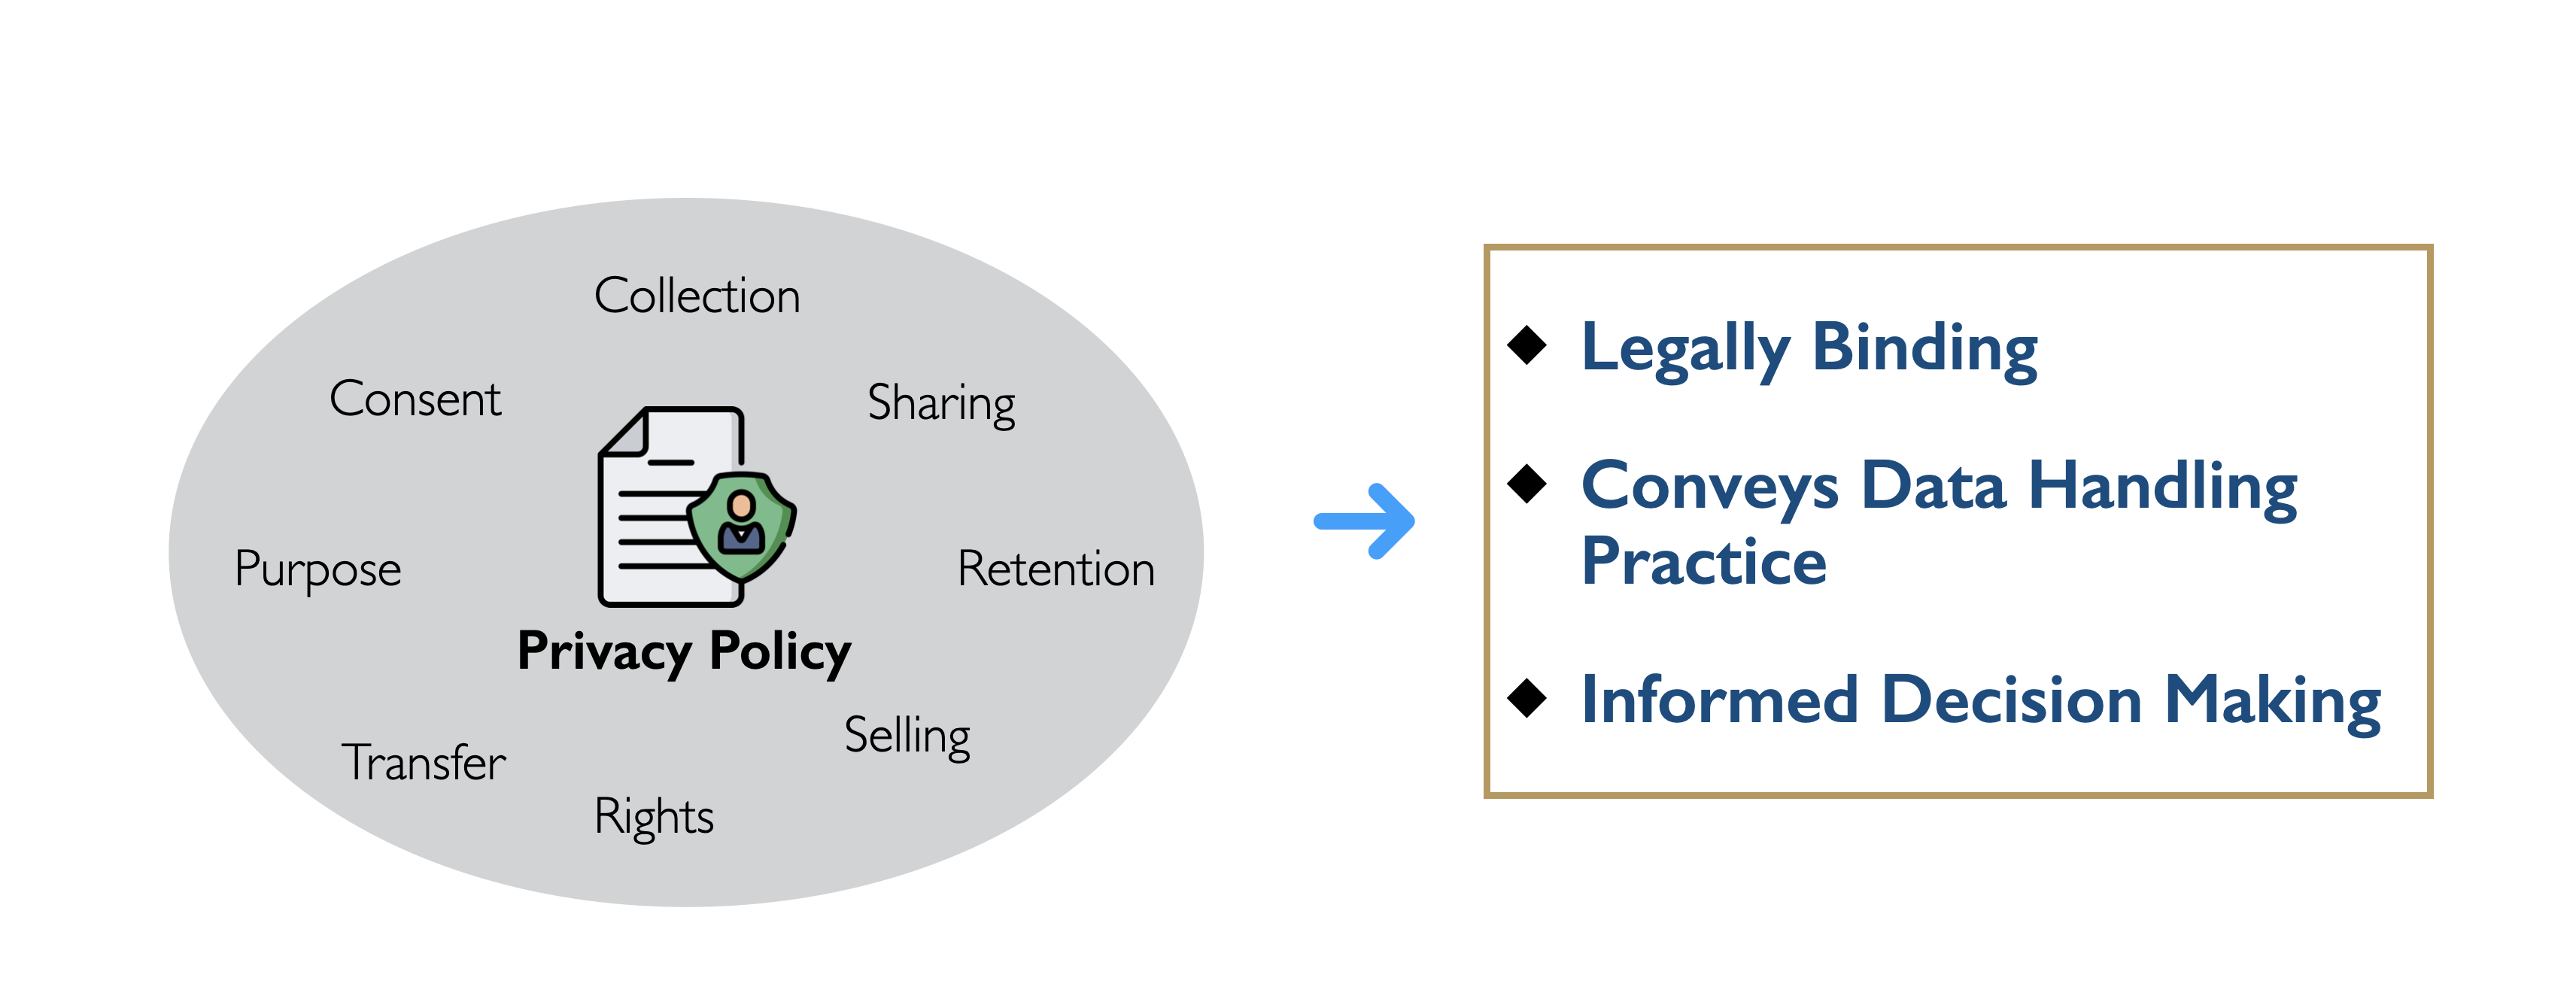 Collection
Consent
Sharing
Purpose
Retention
Privacy Policy
Selling
Transfer
Rights
Legally Binding
Conveys Data Handling
Practice
Informed Decision Making